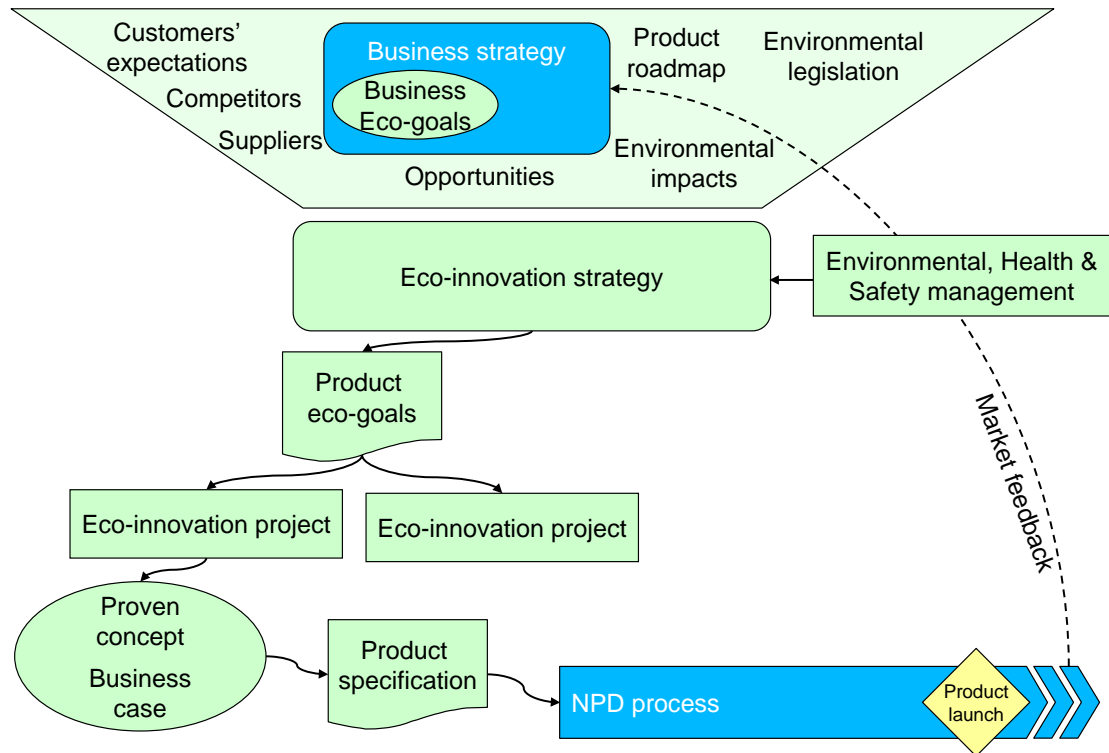 Customers'
expectations
Competitors
Suppliers
Business strategy
Business
Eco-goals
Opportunities
Product
roadmap
Environmental
legislation
Environmental
impacts
Eco-innovation strategy
Environmental, Health &
Safety management
Product
eco-goals
Market feedback
Eco-innovation project
Eco-innovation project
Proven
concept
Business
case
Product
specification
NPD process
Product
launch